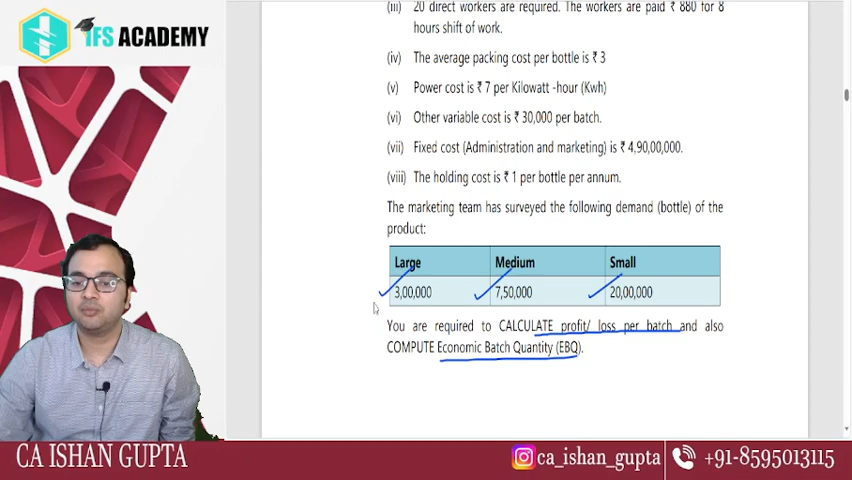 IFS ACADEMY
(iii) 20 direct workers are required. The workers are paid ₹ 880 for 8
hours shift of work.
(iv) The average packing cost per bottle is ₹ 3
(v) Power cost is ₹ 7 per Kilowatt -hour (Kwh)
(vi) Other variable cost is ₹ 30,000 per batch.
(vii) Fixed cost (Administration and marketing) is ₹ 4,90,00,000.
(viii) The holding cost is ₹ 1 per bottle per annum.
The marketing team has surveyed the following demand (bottle) of the
product:
Large Medium Small
3,00,000 7,50,000 20,00,000
You are required to CALCULATE profit/ loss per batch and also
COMPUTE Economic Batch Quantity (EBQ).
CA ISHAN GUPTA ca_ishan_gupta +91-8595013115